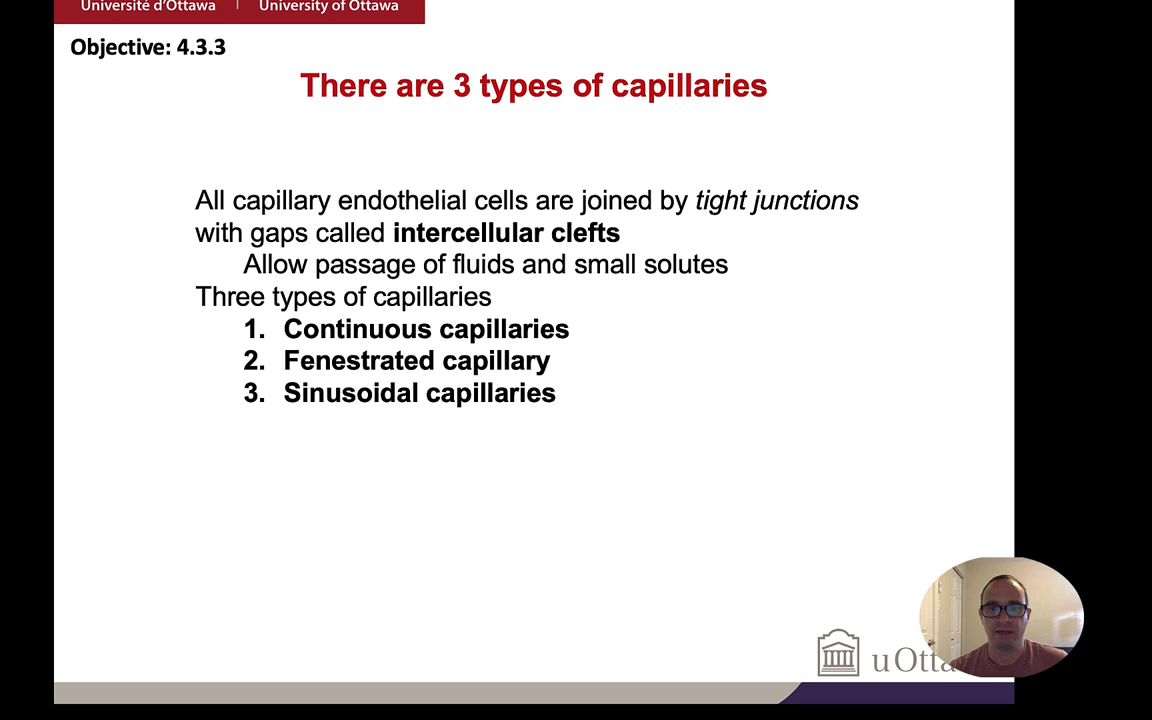 Université d'Ottawa | University of Ottawa
Objective: 4.3.3
There are 3 types of capillaries
All capillary endothelial cells are joined by tight junctions
with gaps called intercellular clefts
Allow passage of fluids and small solutes
Three types of capillaries
1. Continuous capillaries
2. Fenestrated capillary
3. Sinusoidal capillaries